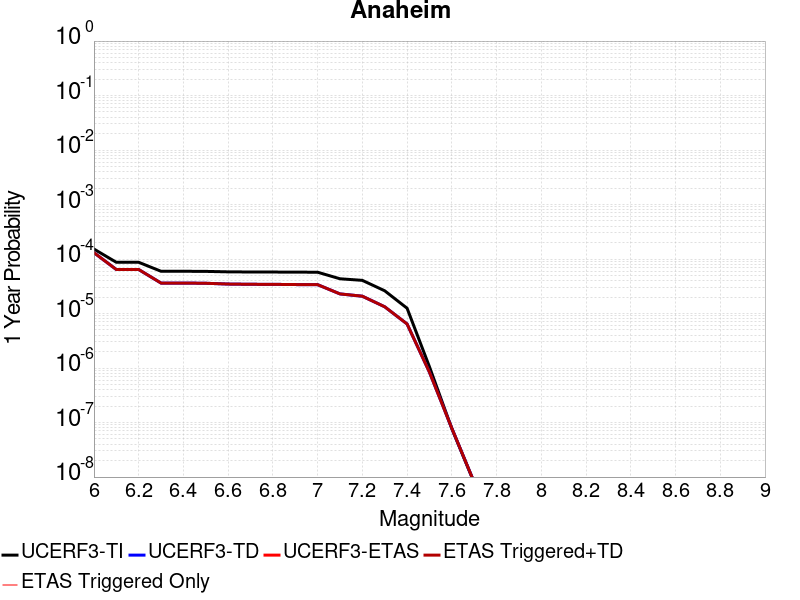 Anaheim
10^0
10^-1
10^-2
10^-3
10^-4
10^-5
10^-6
10^-7
10^-8
1 Year Probability
6 6.2 6.4 6.6 6.8 7 7.2 7.4 7.6 7.8 8 8.2 8.4 8.6 8.8 9
Magnitude
UCERF3-TI UCERF3-TD UCERF3-ETAS ETAS Triggered+TD
ETAS Triggered Only